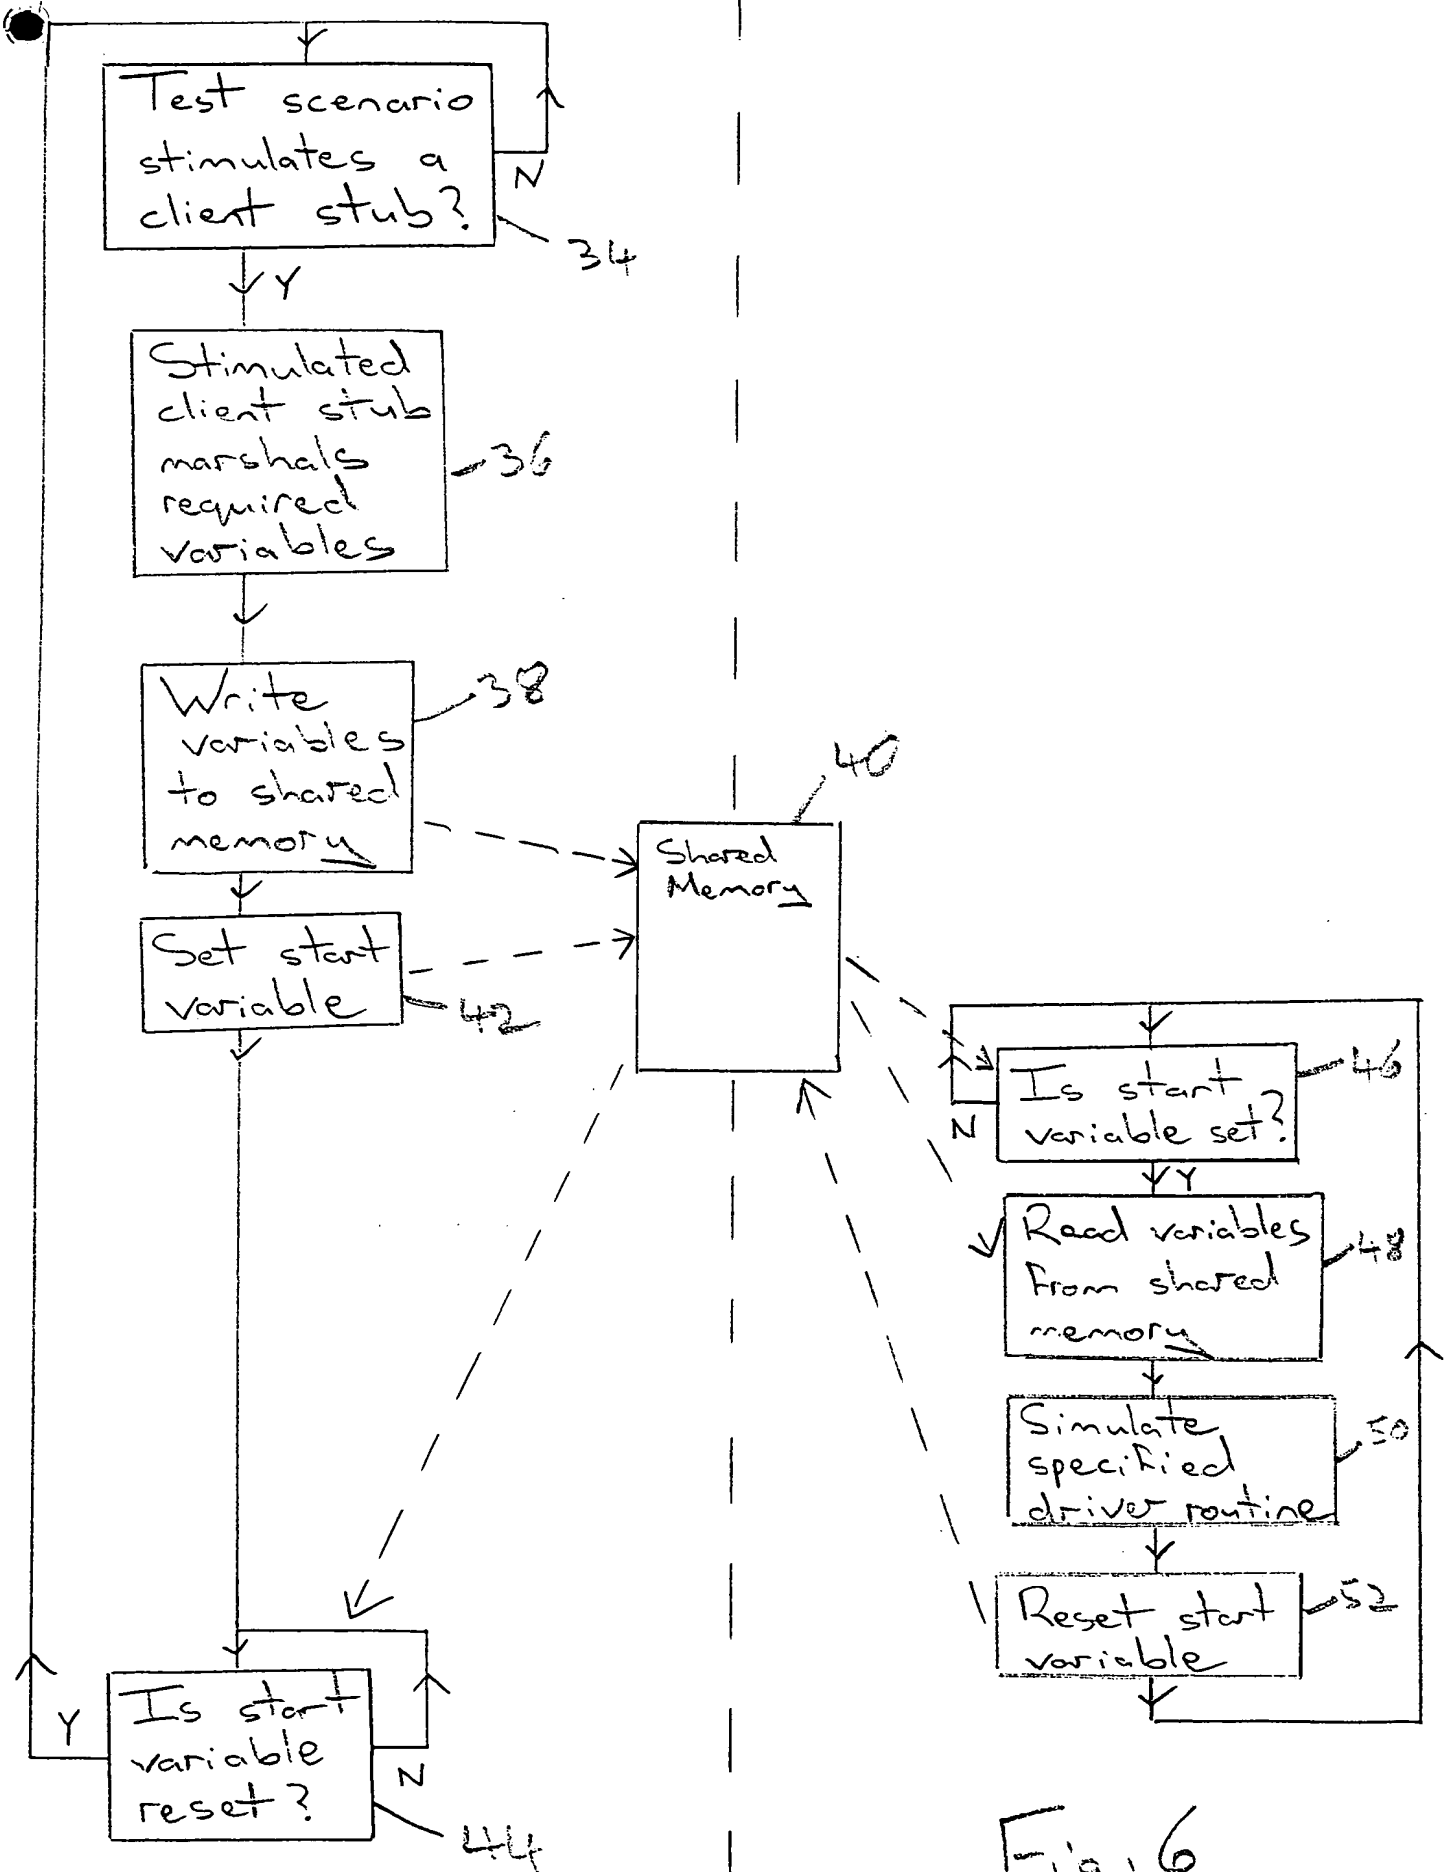 Test scenario
stimulates a
client stub?
N
34
Y
Stimulated
client stub
marshals
required
variables
36
Write
variables
to shared
memory
38
Set start
variable
42
Shared
Memory
40
Is start
variable set?
46
N
Y
Read variables
from shared
memory
48
Simulate
specified
driver routine
50
Reset start
variable
52
Is start
variable
reset?
Y
N
44
Fig. 6